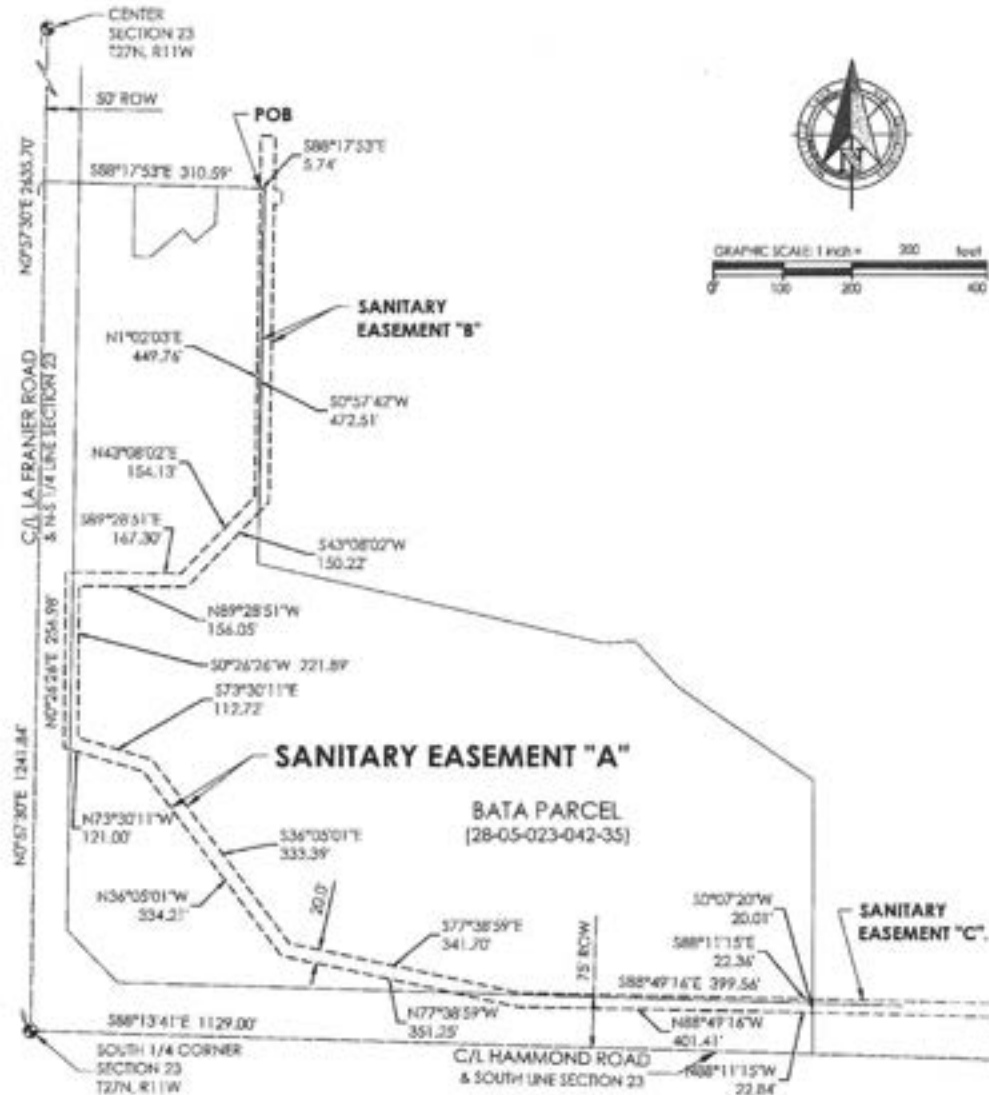 CENTER
SECTION 23
T27N, R11W
50' ROW
POB
S88°17'53"E
5.74'
S88°17'53"E 310.59'
N0°57'30"E 2635.70'
N
GRAPHIC SCALE: 1 inch = 200 feet
0' 100 200 400
SANITARY
EASEMENT "B"
N1°02'03"E
449.76'
S0°57'42"W
472.51'
C/L LA FRANIER ROAD
& N-S 1/4 LINE SECTION 23
N43°08'02"E
154.13'
S89°28'51"E
167.30'
S43°08'02"W
150.22'
N89°28'51"W
156.05'
N0°26'26"E 256.98'
S0°26'26"W 221.89'
S73°30'11"E
112.72'
SANITARY EASEMENT "A"
BATA PARCEL
[28-05-023-042-35]
N0°57'30"E 1241.84'
N73°30'11"W
121.00'
S36°05'01"E
333.39'
N36°05'01"W
334.21'
20.0'
S77°38'59"E
341.70'
75' ROW
S0°07'20"W
20.01'
S88°11'15"E
22.36'
SANITARY
EASEMENT "C".
S88°49'16"E 399.56'
N77°38'59"W
351.25'
N88°49'16"W
401.41'
S88°13'41"E 1129.00'
C/L HAMMOND ROAD
& SOUTH LINE SECTION 23
N88°11'15"W
22.84'
SOUTH 1/4 CORNER
SECTION 23
T27N, R11W